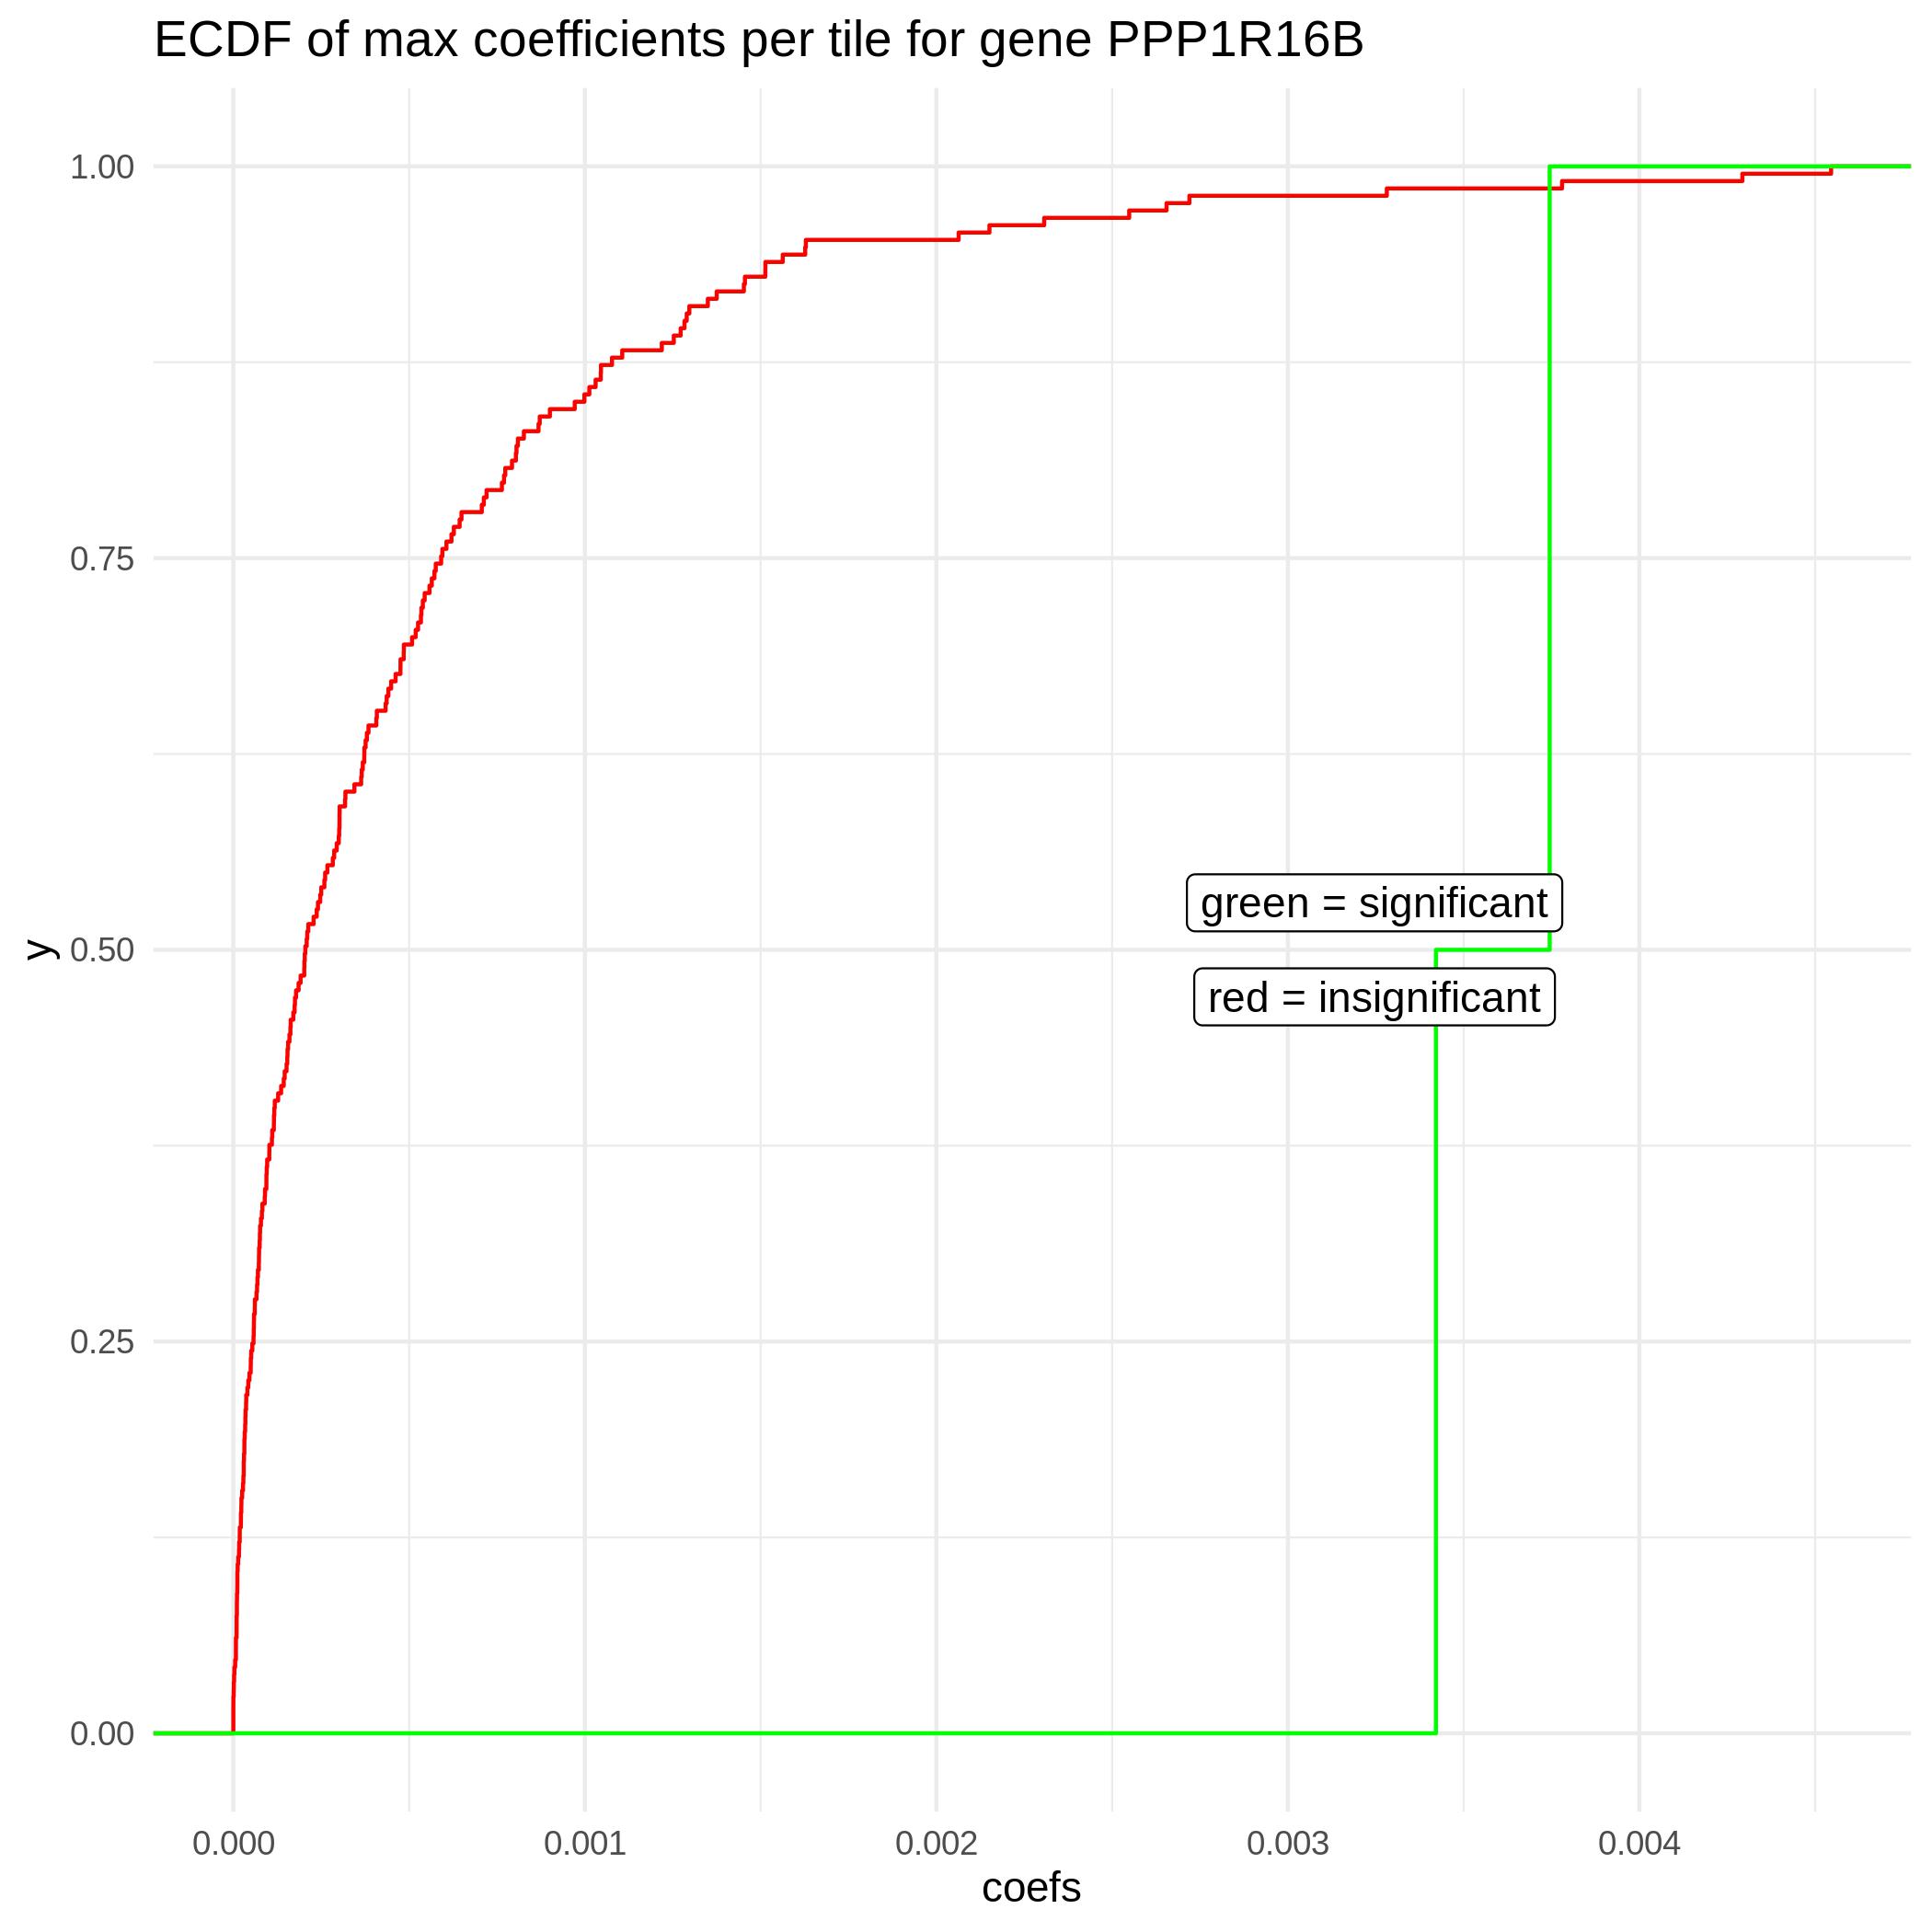 ECDF of max coefficients per tile for gene PPP1R16B
1.00
0.75
0.50
0.25
0.00
y
green = significant
red = insignificant
0.000 0.001 0.002 0.003 0.004
coefs